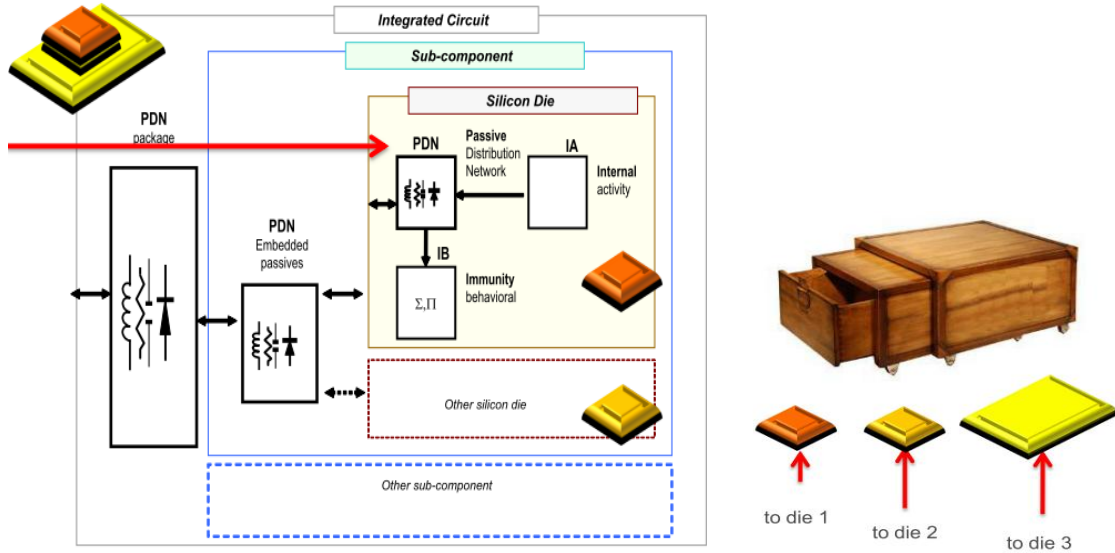 Integrated Circuit
Sub-component
Silicon Die
PDN
package
PDN
Passive
Distribution
Network
IA
Internal
activity
PDN
Embedded
passives
IB
Immunity
behavioral
Σ,Π
Other silicon die
Other sub-component
to die 1
to die 2
to die 3